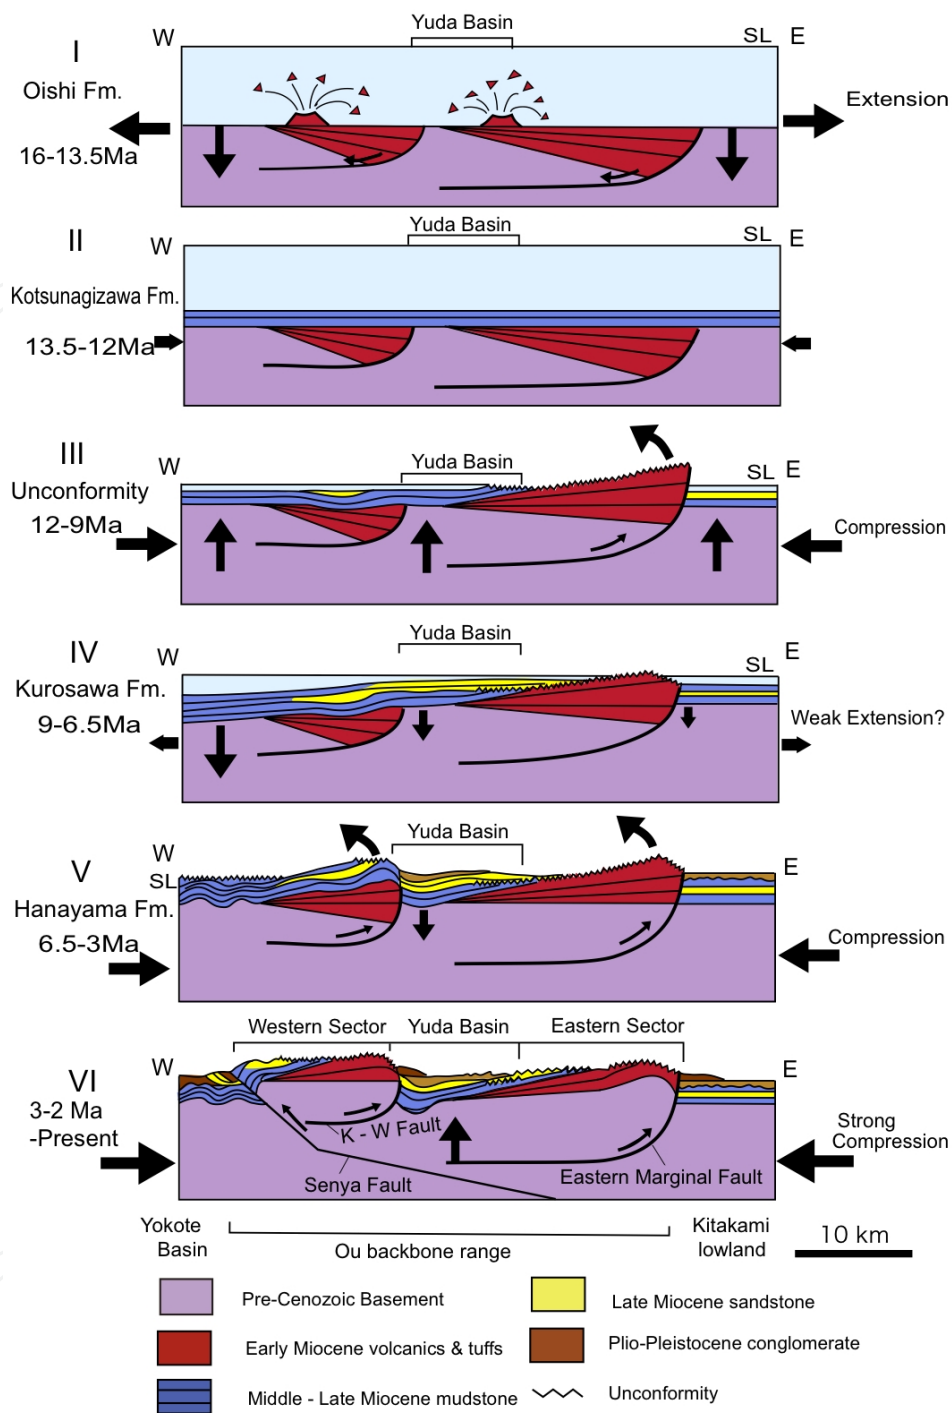 Yuda Basin
W
SL E
I
Oishi Fm.
Extension
16-13.5Ma
Yuda Basin
II
W
SL E
Kotsunagizawa Fm.
13.5-12Ma
III
W
Yuda Basin
SL E
Unconformity
12-9Ma
Compression
Yuda Basin
IV
W
E
SL
Kurosawa Fm.
9-6.5Ma
Weak Extension?
Yuda Basin
W
E
V
SL
Hanayama Fm.
6.5-3Ma
Compression
Western Sector
Yuda Basin
Eastern Sector
W
E
VI
3-2 Ma
-Present
Strong
Compression
K - W Fault
Senya Fault
Eastern Marginal Fault
Yokote
Basin
Ou backbone range
Kitakami
lowland
10 km
Pre-Cenozoic Basement
Late Miocene sandstone
Early Miocene volcanics & tuffs
Plio-Pleistocene conglomerate
Middle - Late Miocene mudstone
Unconformity